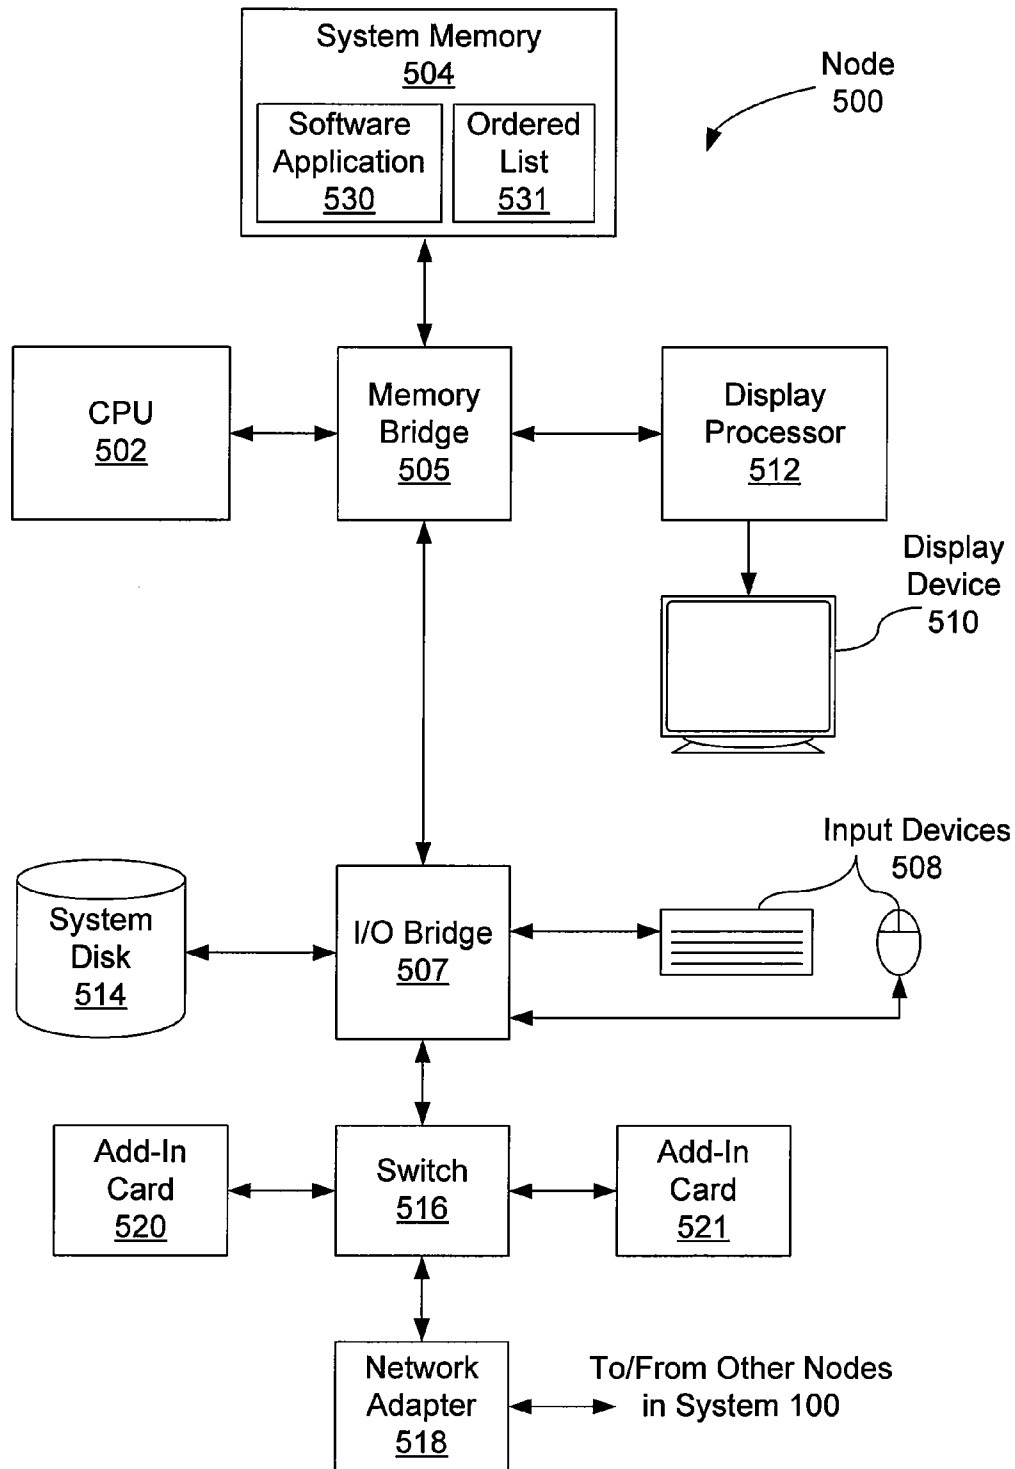 System Memory
504
Software
Application
530
Ordered
List
531
Node
500
CPU
502
Memory
Bridge
505
Display
Processor
512
Display
Device
510
Input Devices
508
System
Disk
514
I/O Bridge
507
Add-In
Card
520
Switch
516
Add-In
Card
521
Network
Adapter
518
To/From Other Nodes
in System 100